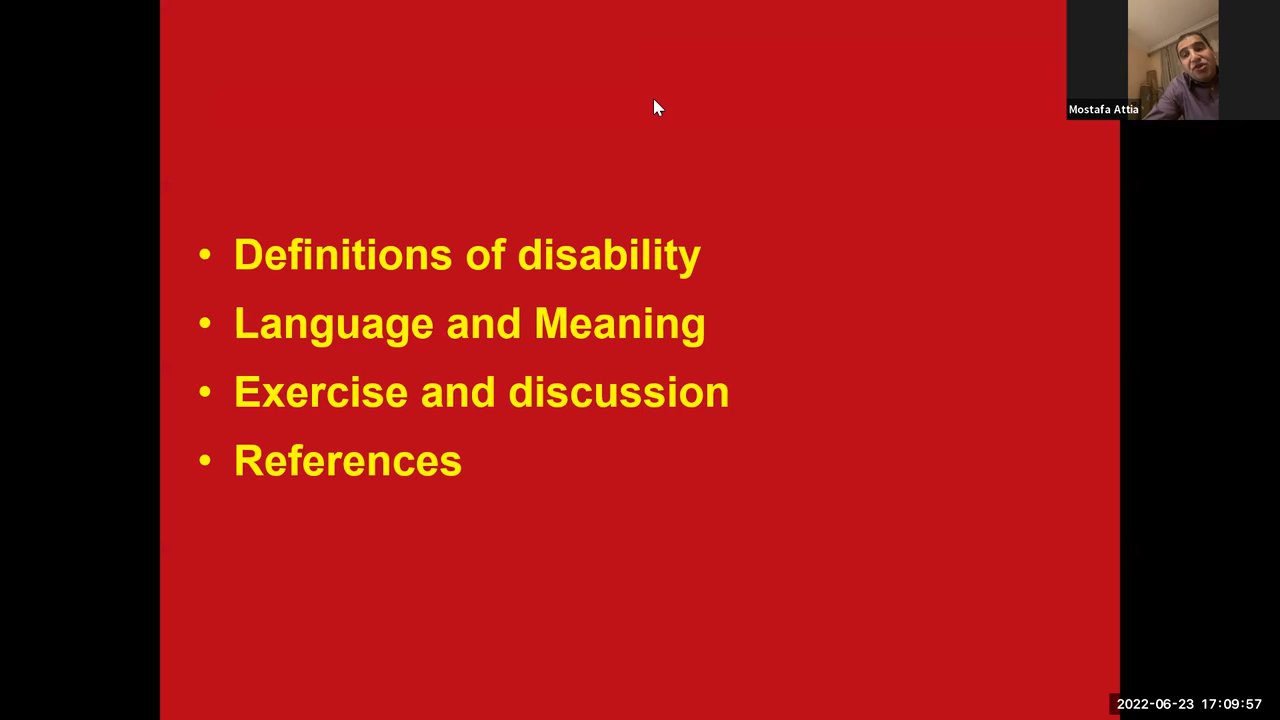 Mostafa Attia
• Definitions of disability
• Language and Meaning
• Exercise and discussion
• References
2022-06-23 17:09:57